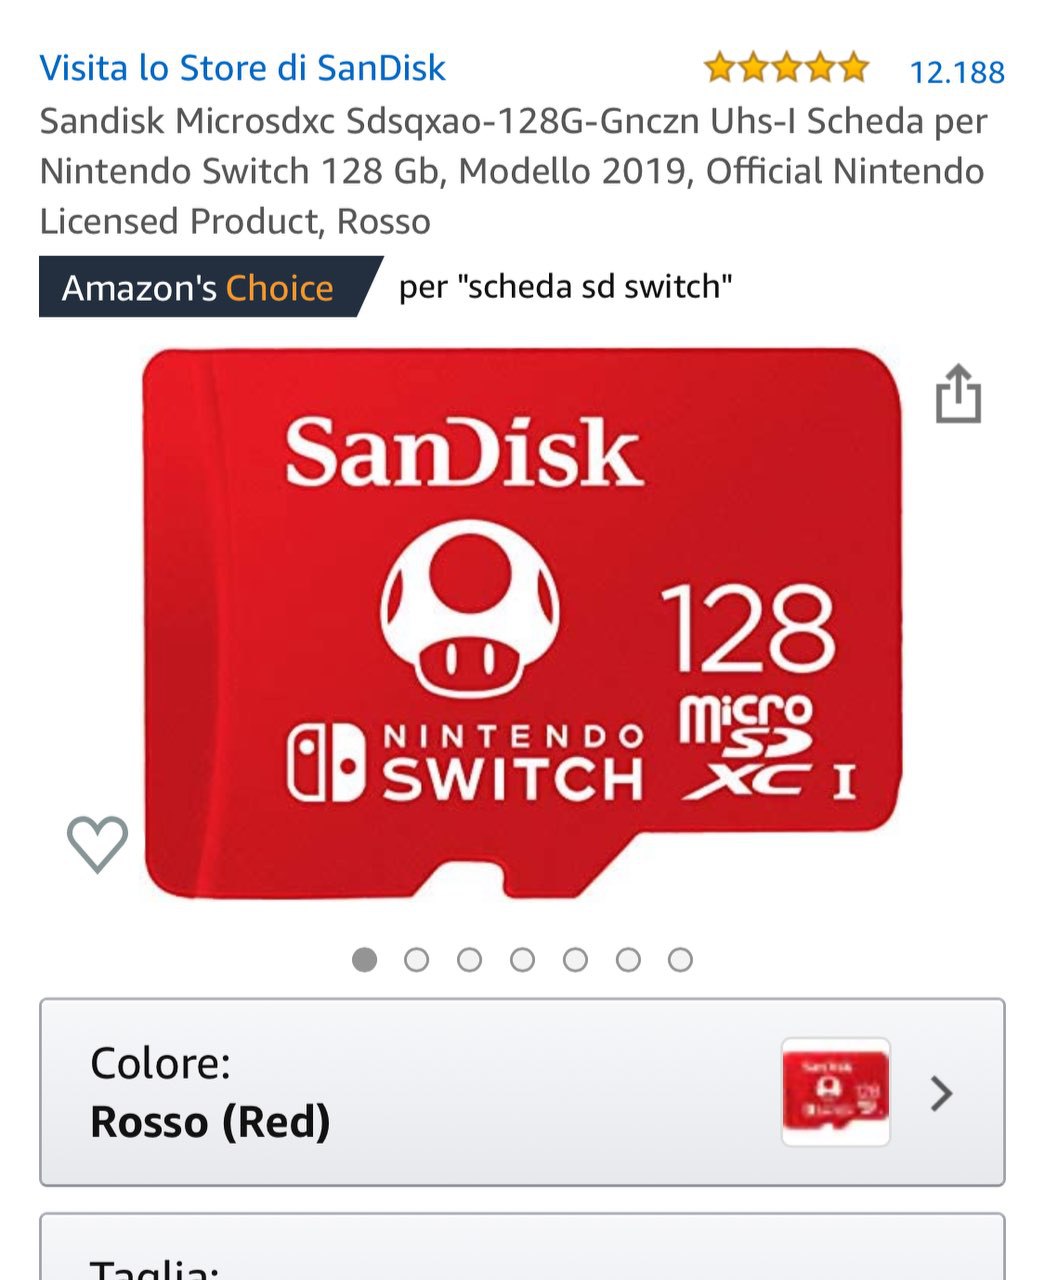 Visita lo Store di SanDisk
12.188
Sandisk Microsdxc Sdsqxao-128G-Gnczn Uhs-I Scheda per
Nintendo Switch 128 Gb, Modello 2019, Official Nintendo
Licensed Product, Rosso
Amazon's Choice per "scheda sd switch"
SanDisk
128
micro
SD
XC I
NINTENDO
SWITCH
Colore:
Rosso (Red)
SanDisk
128
Taglia: